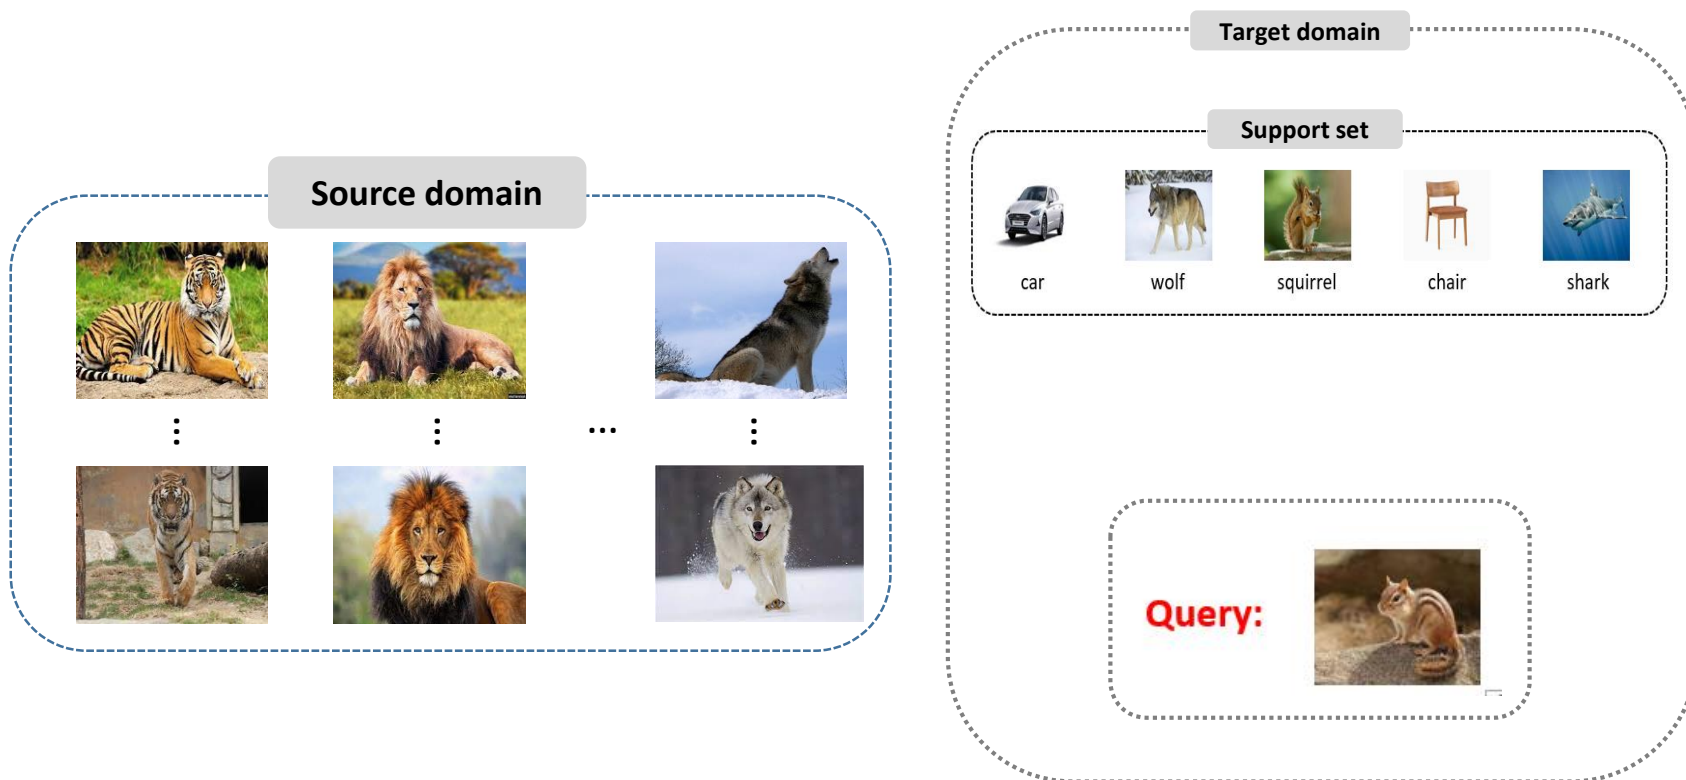 Target domain
Support set
Source domain
car
wolf
squirrel
chair
shark
Query: